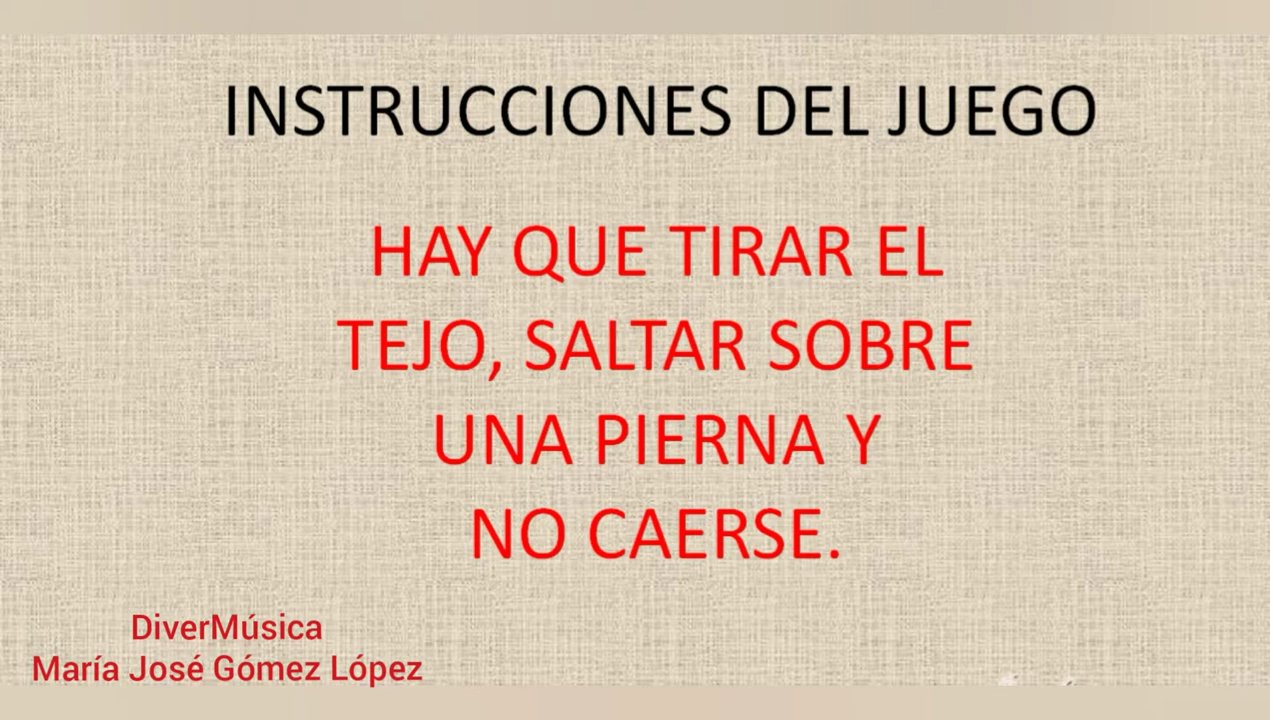 INSTRUCCIONES DEL JUEGO
HAY QUE TIRAR EL
TEJO, SALTAR SOBRE
UNA PIERNA Y
NO CAERSE.
DiverMúsica
María José Gómez López